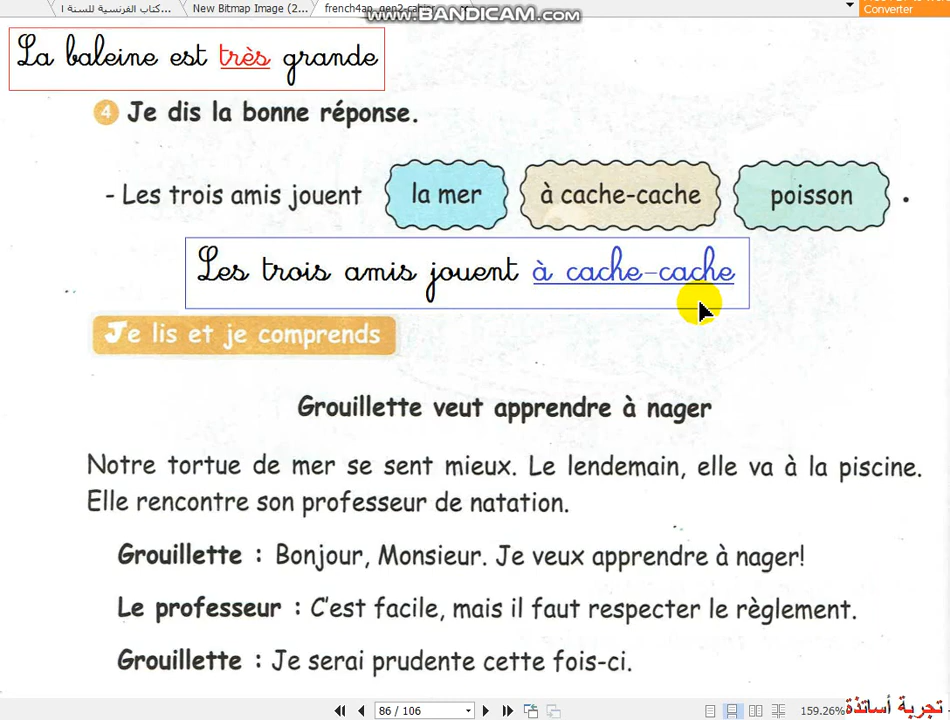 كتاب الفرنسية للسنة ا...
New Bitmap Image (2...
WWW.BANDICAM.COM
Converter
La baleine est très grande
4 Je dis la bonne réponse.
- Les trois amis jouent la mer à cache-cache poisson .
Les trois amis jouent à cache-cache
Je lis et je comprends
Grouillette veut apprendre à nager
Notre tortue de mer se sent mieux. Le lendemain, elle va à la piscine.
Elle rencontre son professeur de natation.
Grouillette : Bonjour, Monsieur. Je veux apprendre à nager!
Le professeur : C'est facile, mais il faut respecter le règlement.
Grouillette : Je serai prudente cette fois-ci.
86 / 106
159.26%
تجربة أساتذة